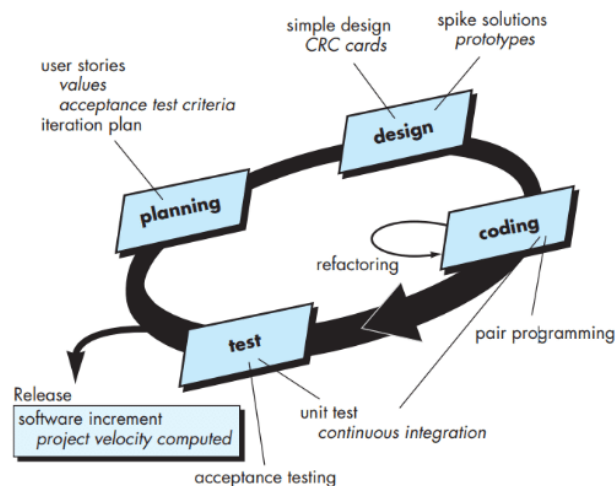 simple design
CRC cards
spike solutions
prototypes
user stories
values
acceptance test criteria
iteration plan
design
planning
coding
refactoring
test
pair programming
Release
software increment
project velocity computed
unit test
continuous integration
acceptance testing